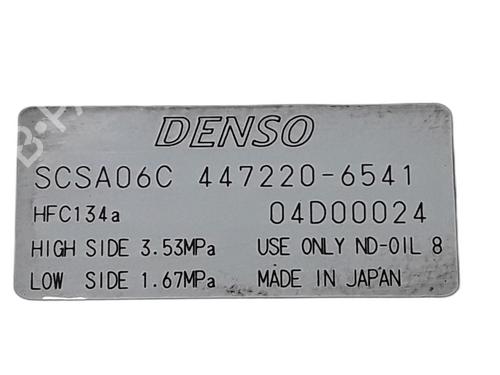 DENSO
SCSA06C 447220-6541
HFC134a 04D00024
HIGH SIDE 3.53MPa USE ONLY ND-OIL 8
LOW SIDE 1.67MPa MADE IN JAPAN